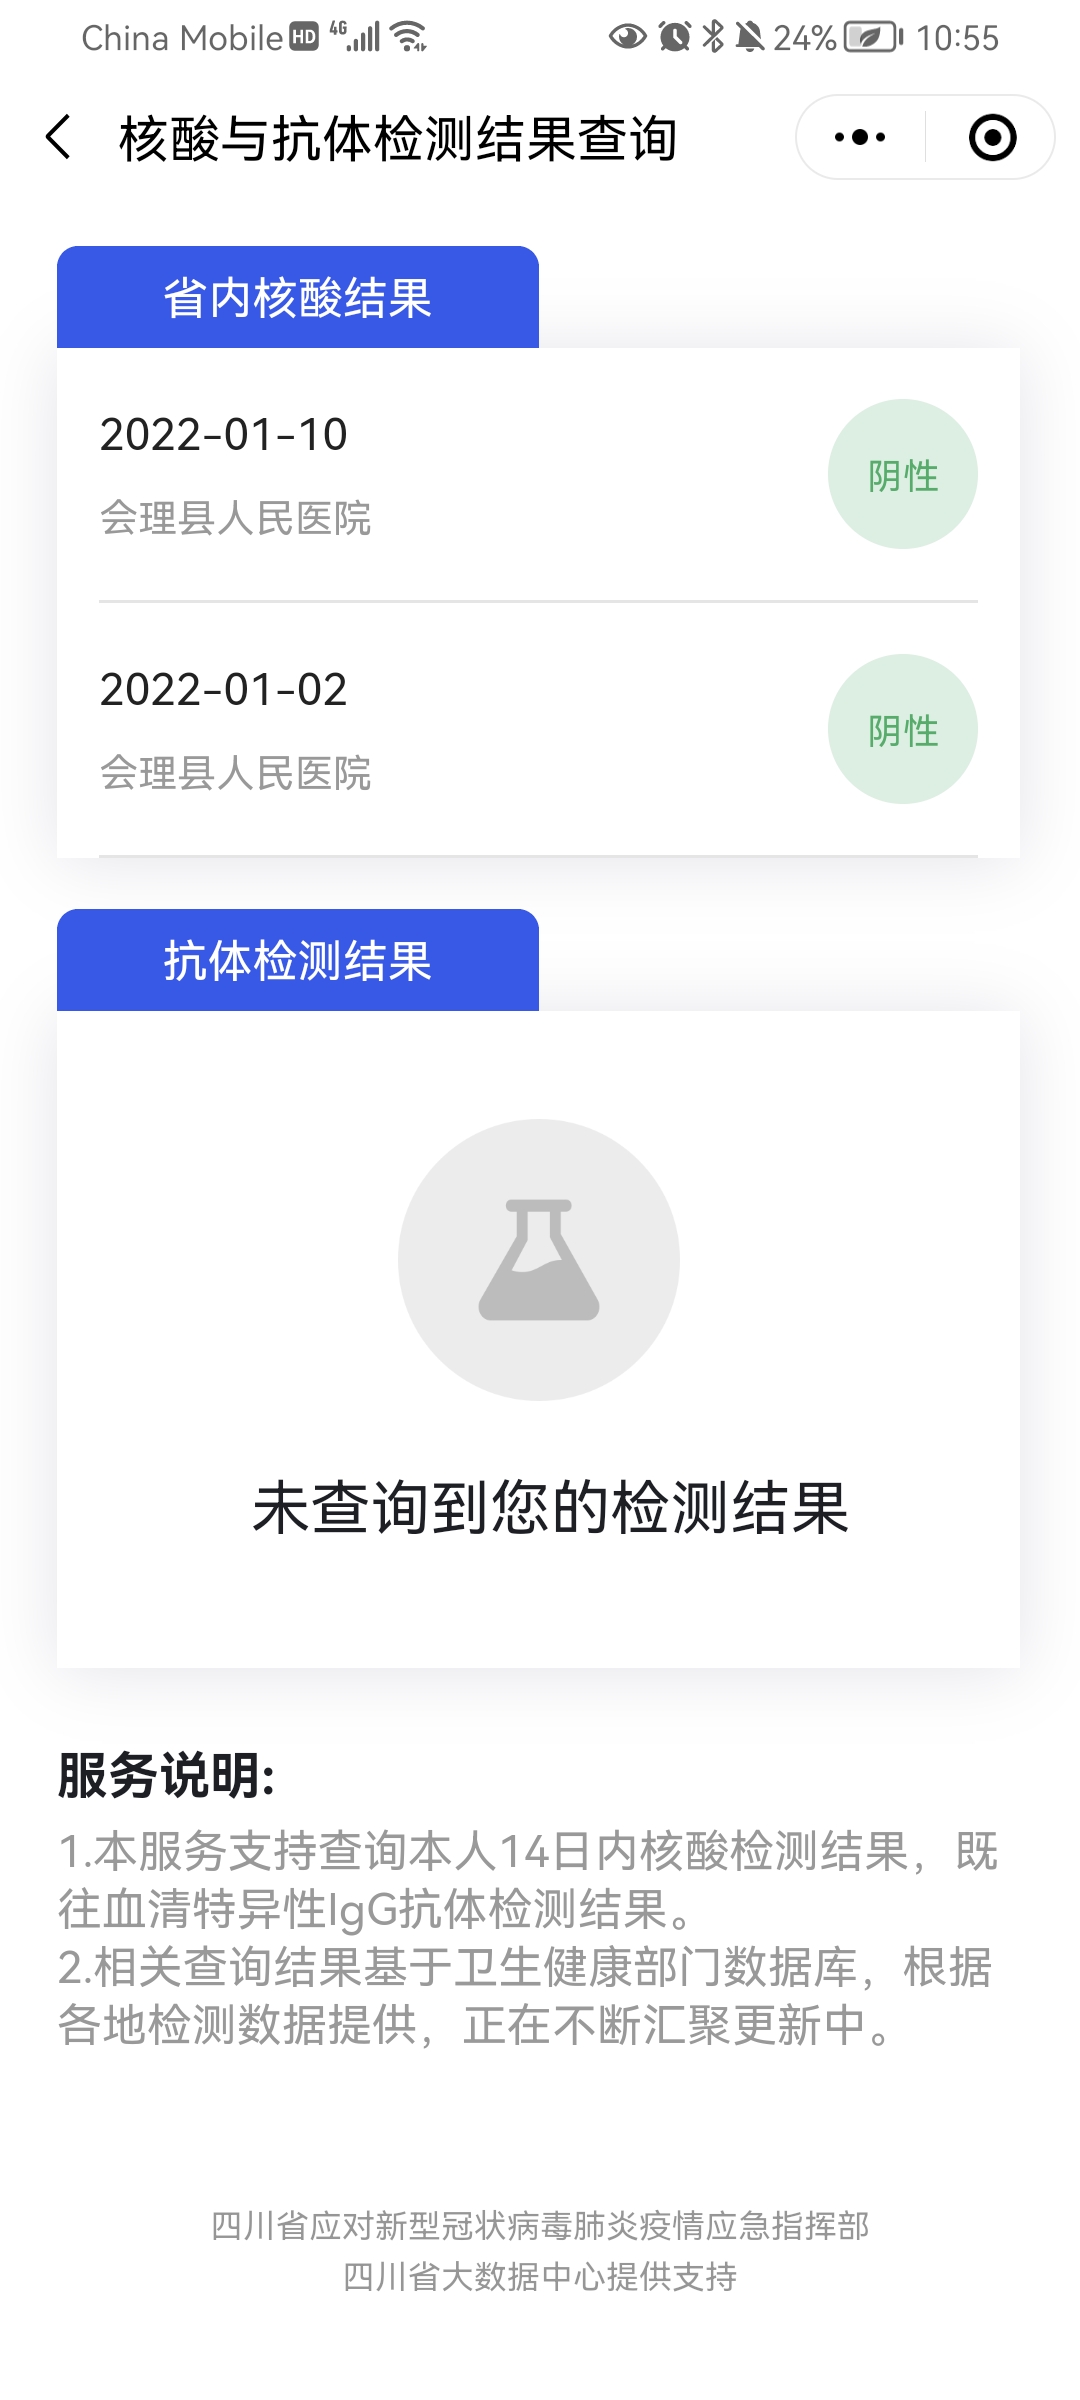 China Mobile HD 4G 24% 10:55
核酸与抗体检测结果查询
省内核酸结果
2022-01-10
阴性
会理县人民医院
2022-01-02
阴性
会理县人民医院
抗体检测结果
未查询到您的检测结果
服务说明:
1.本服务支持查询本人14日内核酸检测结果，既
往血清特异性IgG抗体检测结果。
2.相关查询结果基于卫生健康部门数据库，根据
各地检测数据提供，正在不断汇聚更新中。
四川省应对新型冠状病毒肺炎疫情应急指挥部
四川省大数据中心提供支持